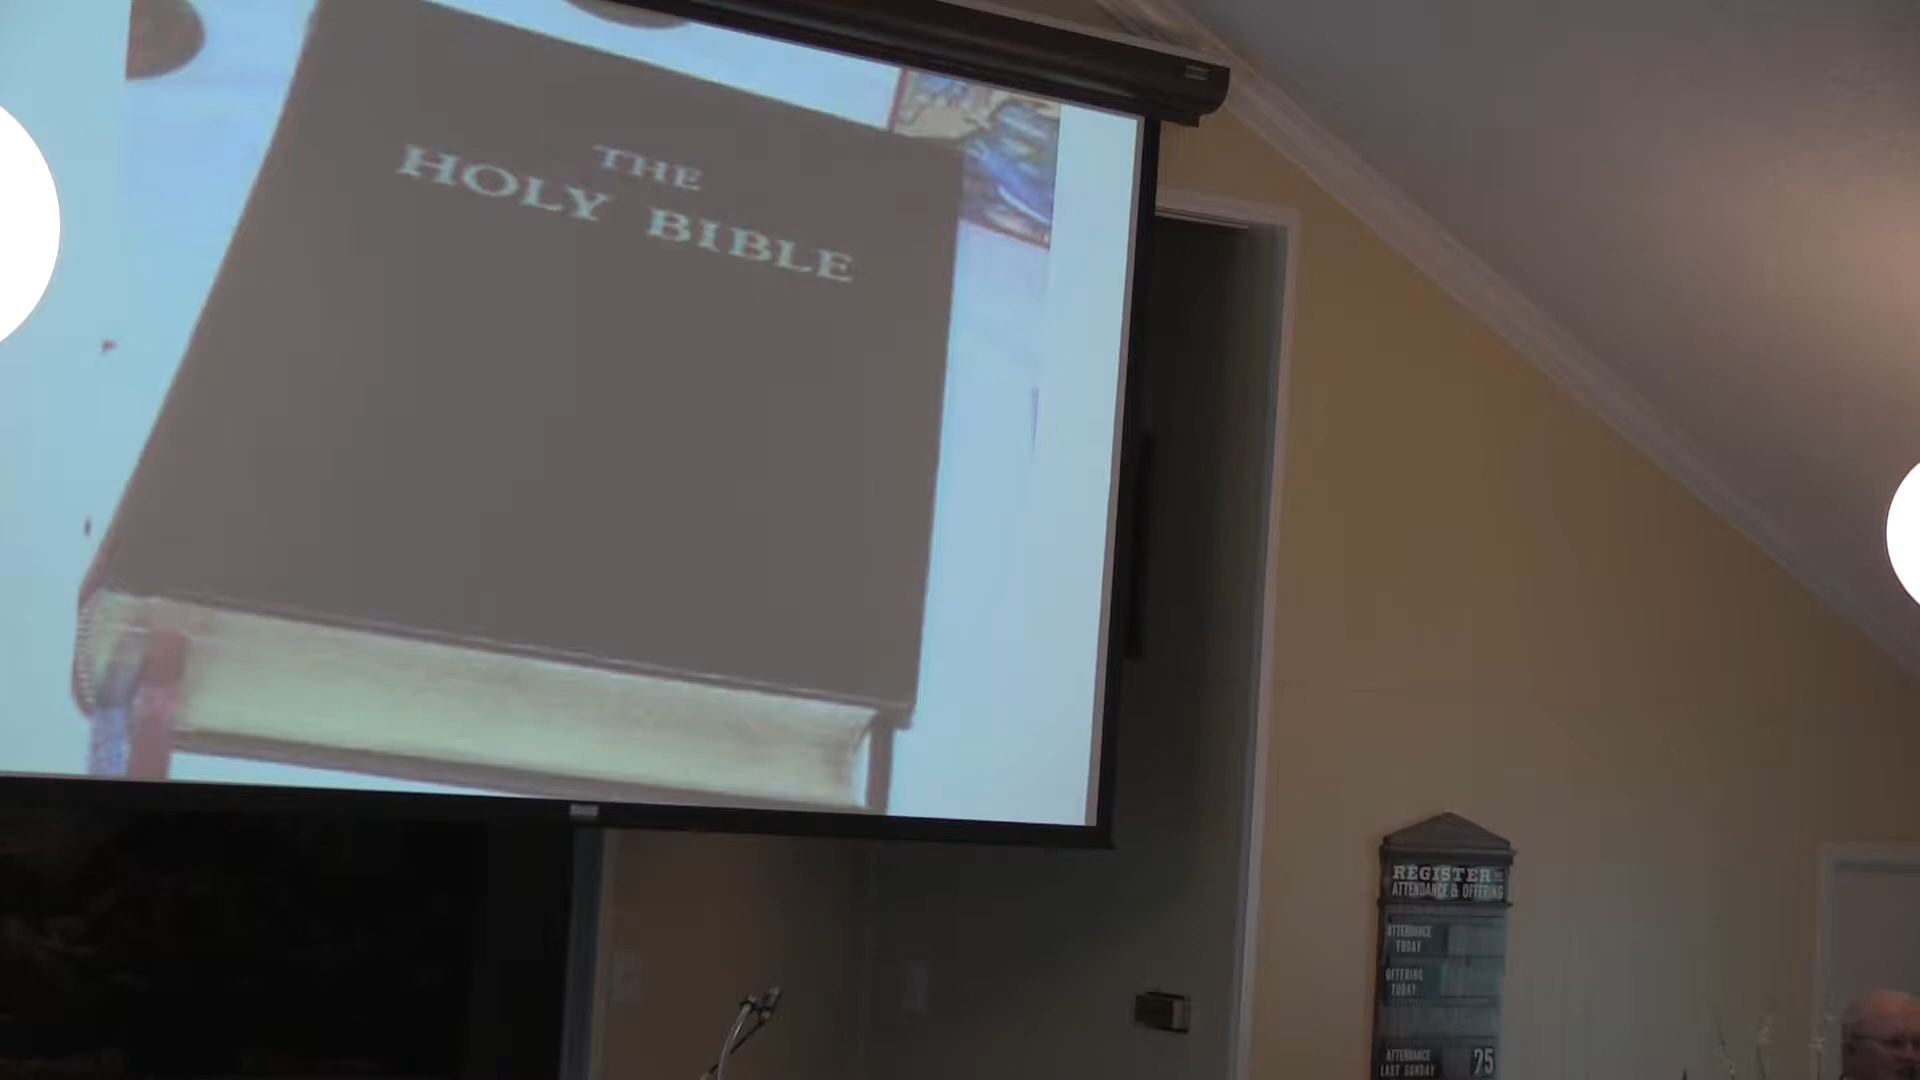 THE
HOLY BIBLE
REGISTER
ATTENDANCE & OFFERING
ATTENDANCE
TODAY
OFFERING
TODAY
ATTENDANCE
LAST SUNDAY
75